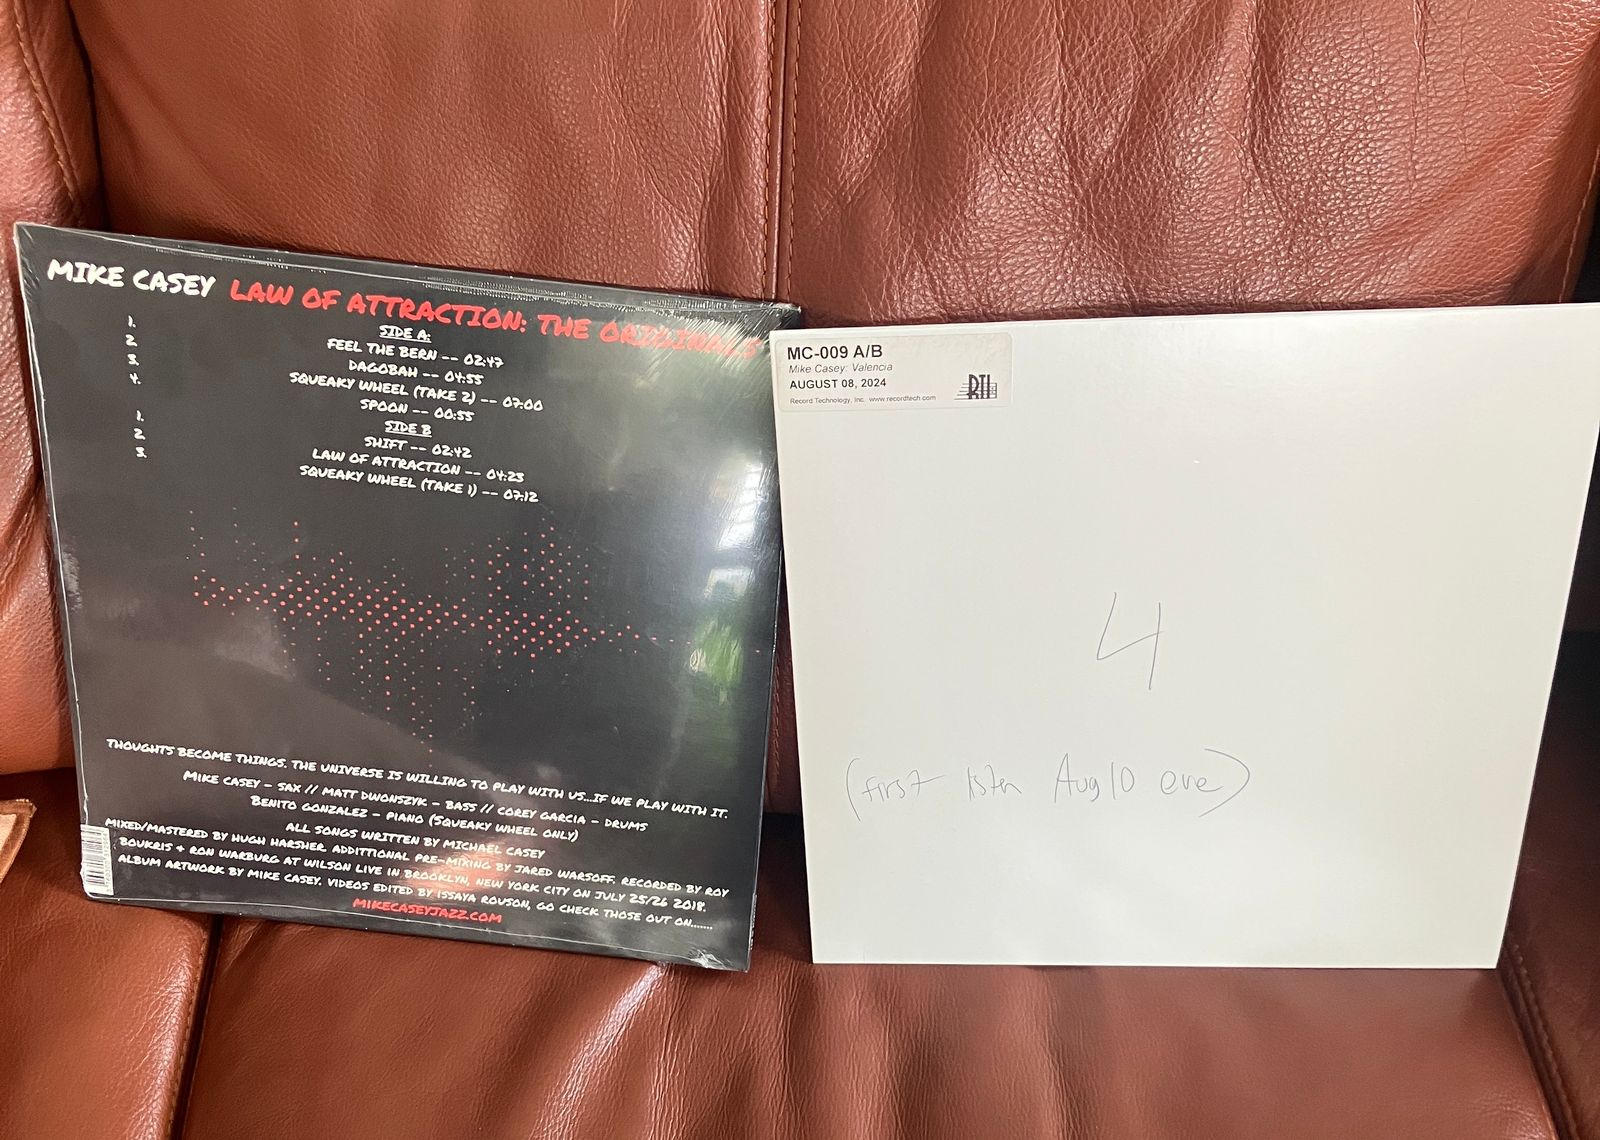 MIKE CASEY LAW OF ATTRACTION: THE ORIGINALS
SIDE A:
1. FEEL THE BERN -- 02:47
2. DAGOBAH -- 04:55
3. SQUEAKY WHEEL (TAKE 2) -- 07:00
4. SPOON -- 00:55
SIDE B
1. SHIFT -- 02:42
2. LAW OF ATTRACTION -- 04:23
3. SQUEAKY WHEEL (TAKE 1) -- 07:12
THOUGHTS BECOME THINGS. THE UNIVERSE IS WILLING TO PLAY WITH US...IF WE PLAY WITH IT.
MIKE CASEY – SAX // MATT DWONSZYK – BASS // COREY GARCIA – DRUMS
BENITO GONZALEZ – PIANO (SQUEAKY WHEEL ONLY)
ALL SONGS WRITTEN BY MICHAEL CASEY
MIXED/MASTERED BY HUGH HARSHER. ADDITTIONAL PRE-MIXING BY JARED WARSOFF. RECORDED BY ROY
BOUKRIS + RON WARBURG AT WILSON LIVE IN BROOKLYN, NEW YORK CITY ON JULY 25/26 2018.
ALBUM ARTWORK BY MIKE CASEY. VIDEOS EDITED BY ISSAYA ROUSON, GO CHECK THOSE OUT ON.......
MIKECASEYJAZZ.COM
MC-009 A/B
Mike Casey: Valencia
AUGUST 08, 2024
RTI
Record Technology, Inc. www.recordtech.com
4
(first listen Aug 10 eve)